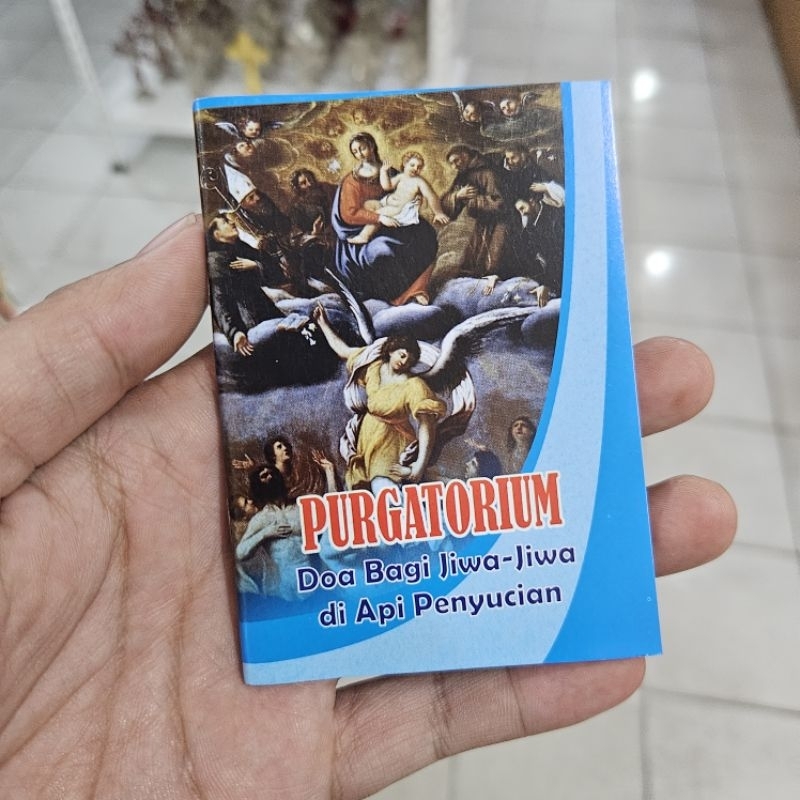 PURGATORIUM
Doa Bagi Jiwa-Jiwa
di Api Penyucian